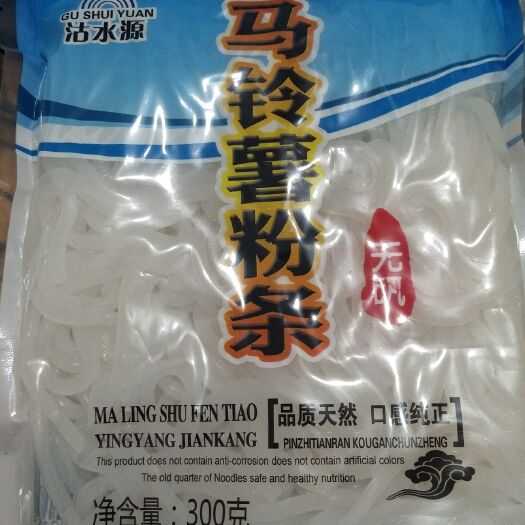 GU SHUI YUAN
沽水源
马铃薯粉条
无矾
MA LING SHU FEN TIAO
YINGYANG JIANKANG
品质天然 口感纯正
PINZHITIANRAN KOUGANCHUNZHENG
This product does not contain anti-corrosion does not contain artificial colors
The old quarter of Noodles safe and healthy nutrition
净含量：300克